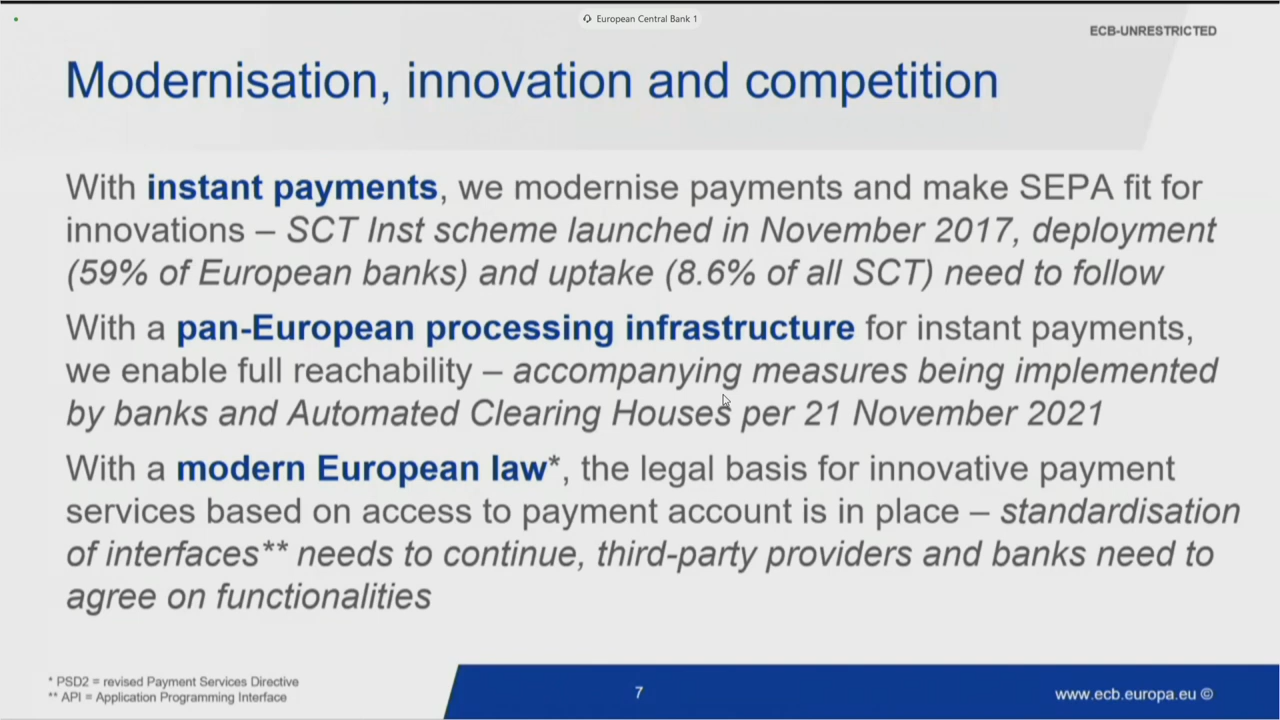 European Central Bank 1
ECB-UNRESTRICTED
Modernisation, innovation and competition
With instant payments, we modernise payments and make SEPA fit for
innovations – SCT Inst scheme launched in November 2017, deployment
(59% of European banks) and uptake (8.6% of all SCT) need to follow
With a pan-European processing infrastructure for instant payments,
we enable full reachability – accompanying measures being implemented
by banks and Automated Clearing Houses per 21 November 2021
With a modern European law*, the legal basis for innovative payment
services based on access to payment account is in place – standardisation
of interfaces** needs to continue, third-party providers and banks need to
agree on functionalities
* PSD2 = revised Payment Services Directive
** API = Application Programming Interface
7
www.ecb.europa.eu ©